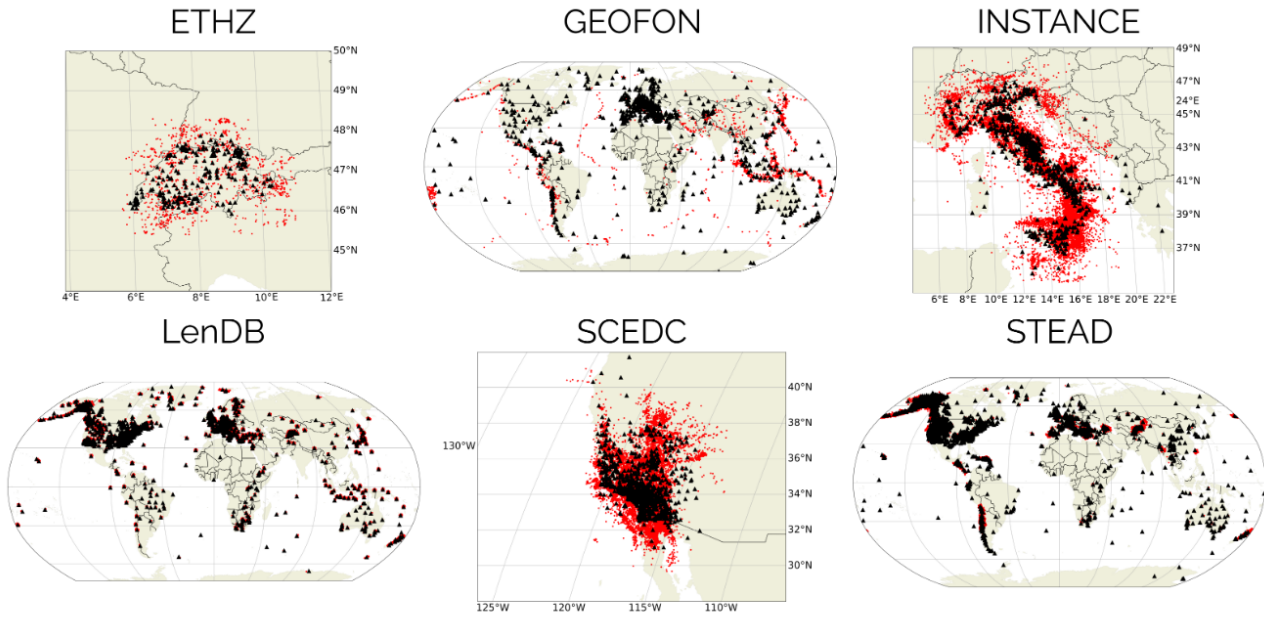 ETHZ
GEOFON
INSTANCE
50°N
49°N
48°N
47°N
46°N
45°N
4°E 6°E 8°E 10°E 12°E
49°N
47°N
24°E
45°N
43°N
41°N
39°N
37°N
6°E 8°E 10°E 12°E 14°E 16°E 18°E 20°E 22°E
LenDB
SCEDC
STEAD
130°W
40°N
38°N
36°N
34°N
32°N
30°N
125°W 120°W 115°W 110°W